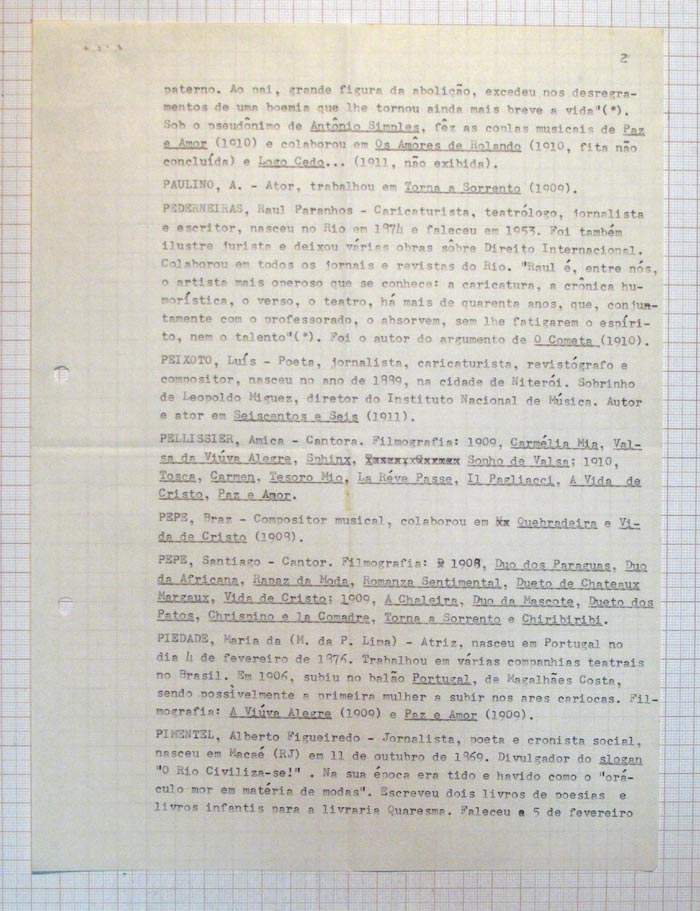 2
paterno. Ao pai, grande figura da abolição, excedeu nos desregra-
mentos de uma boemia que lhe tornou ainda mais breve a vida"(*).
Sob o pseudônimo de Antônio Simples, fêz as coplas musicais de Paz
e Amor (1910) e colaborou em Os Amôres de Rolando (1910, fita não
concluída) e Logo Cedo... (1911, não exibida).
PAULINO, A. - Ator, trabalhou em Torna a Sorrento (1909).
PEDERNEIRAS, Raul Paranhos - Caricaturista, teatrólogo, jornalista
e escritor, nasceu no Rio em 1874 e faleceu em 1953. Foi também
ilustre jurista e deixou várias obras sôbre Direito Internacional.
Colaborou em todos os jornais e revistas do Rio. "Raul é, entre nós,
o artista mais operoso que se conhece: a caricatura, a crônica hu-
morística, o verso, o teatro, há mais de quarenta anos, que, conjun-
tamente com o professorado, o absorvem, sem lhe fatigarem o espíri-
to, nem o talento"(*). Foi o autor do argumento de O Cometa (1910).
PEIXOTO, Luís - Poeta, jornalista, caricaturista, revistógrafo e
compositor, nasceu no ano de 1889, na cidade de Niterói. Sobrinho
de Leopoldo Miguez, diretor do Instituto Nacional de Música. Autor
e ator em Seiscentos e Seis (1911).
PELLISSIER, Amica - Cantora. Filmografia: 1909, Carmélia Mia, Val-
sa da Viúva Alegre, Sphinx, Sonho de Valsa; 1910,
Tosca, Carmen, Tesoro Mio, La Réve Passe, Il Pagliacci, A Vida de
Cristo, Paz e Amor.
PEPE, Braz - Compositor musical, colaborou em Quebradeira e Vi-
da de Cristo (1908).
PEPE, Santiago - Cantor. Filmografia: 1908, Duo dos Paraguas, Duo
da Africana, Rapaz da Moda, Romanza Sentimental, Dueto de Chateaux
Margaux, Vida de Cristo; 1909, A Chaleira, Duo da Mascote, Dueto dos
Patos, Chrispino e la Comadre, Torna a Sorrento e Chiribiribi.
PIEDADE, Maria da (M. da P. Lima) - Atriz, nasceu em Portugal no
dia 4 de fevereiro de 1876. Trabalhou em várias companhias teatrais
no Brasil. Em 1906, subiu no balão Portugal, de Magalhães Costa,
sendo possìvelmente a primeira mulher a subir nos ares cariocas. Fil-
mografia: A Viúva Alegre (1909) e Paz e Amor (1909).
PIMENTEL, Alberto Figueiredo - Jornalista, poeta e cronista social,
nasceu em Macaé (RJ) em 11 de outubro de 1869. Divulgador do slogan
"O Rio Civiliza-se!" . Na sua época era tido e havido como o "orá-
culo mor em matéria de modas". Escreveu dois livros de poesias e
livros infantis para a livraria Quaresma. Faleceu a 5 de fevereiro